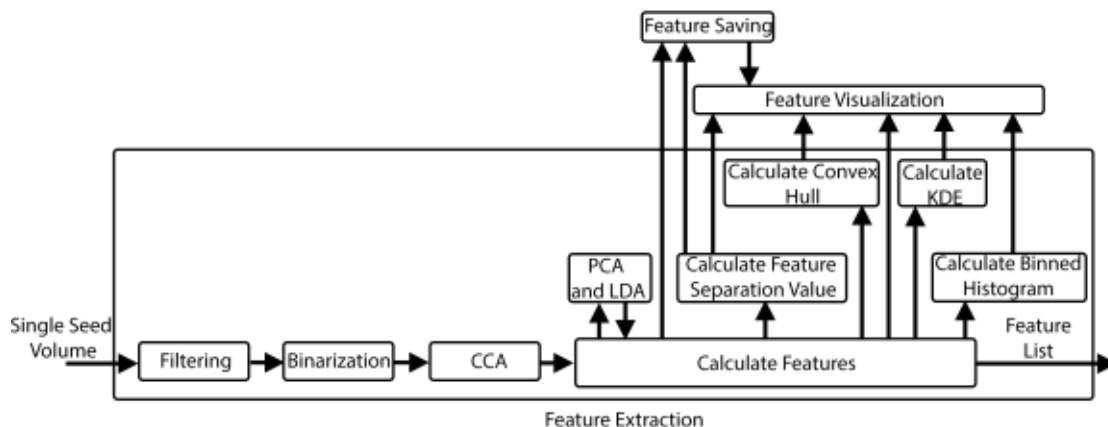 Feature Saving
Feature Visualization
Calculate Convex
Hull
Calculate
KDE
PCA
and LDA
Calculate Feature
Separation Value
Calculate Binned
Histogram
Single Seed
Volume
Feature
List
Filtering
Binarization
CCA
Calculate Features
Feature Extraction